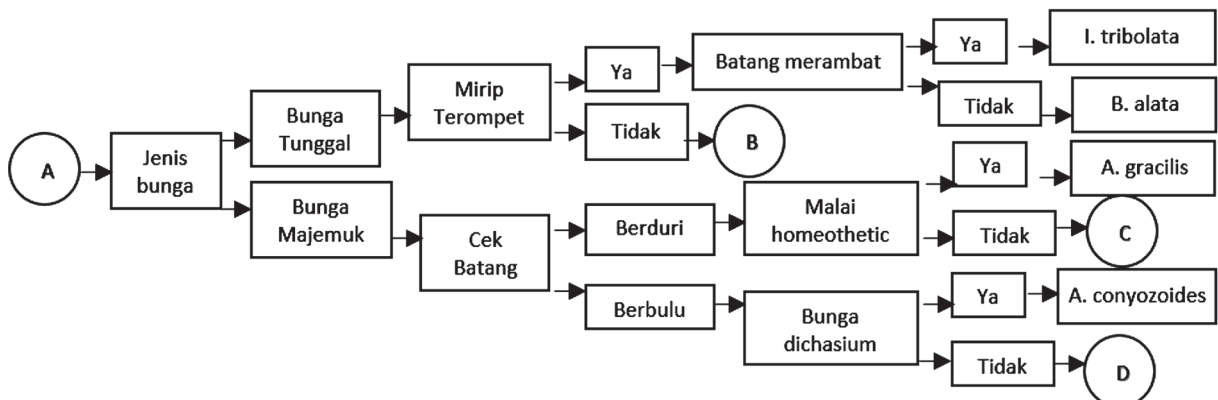 A
Jenis
bunga
Bunga
Tunggal
Mirip
Terompet
Ya
Batang merambat
Ya
I. tribolata
Tidak
B. alata
Tidak
B
Bunga
Majemuk
Cek
Batang
Berduri
Malai
homeothetic
Ya
A. gracilis
Tidak
C
Berbulu
Bunga
dichasium
Ya
A. conyozoides
Tidak
D